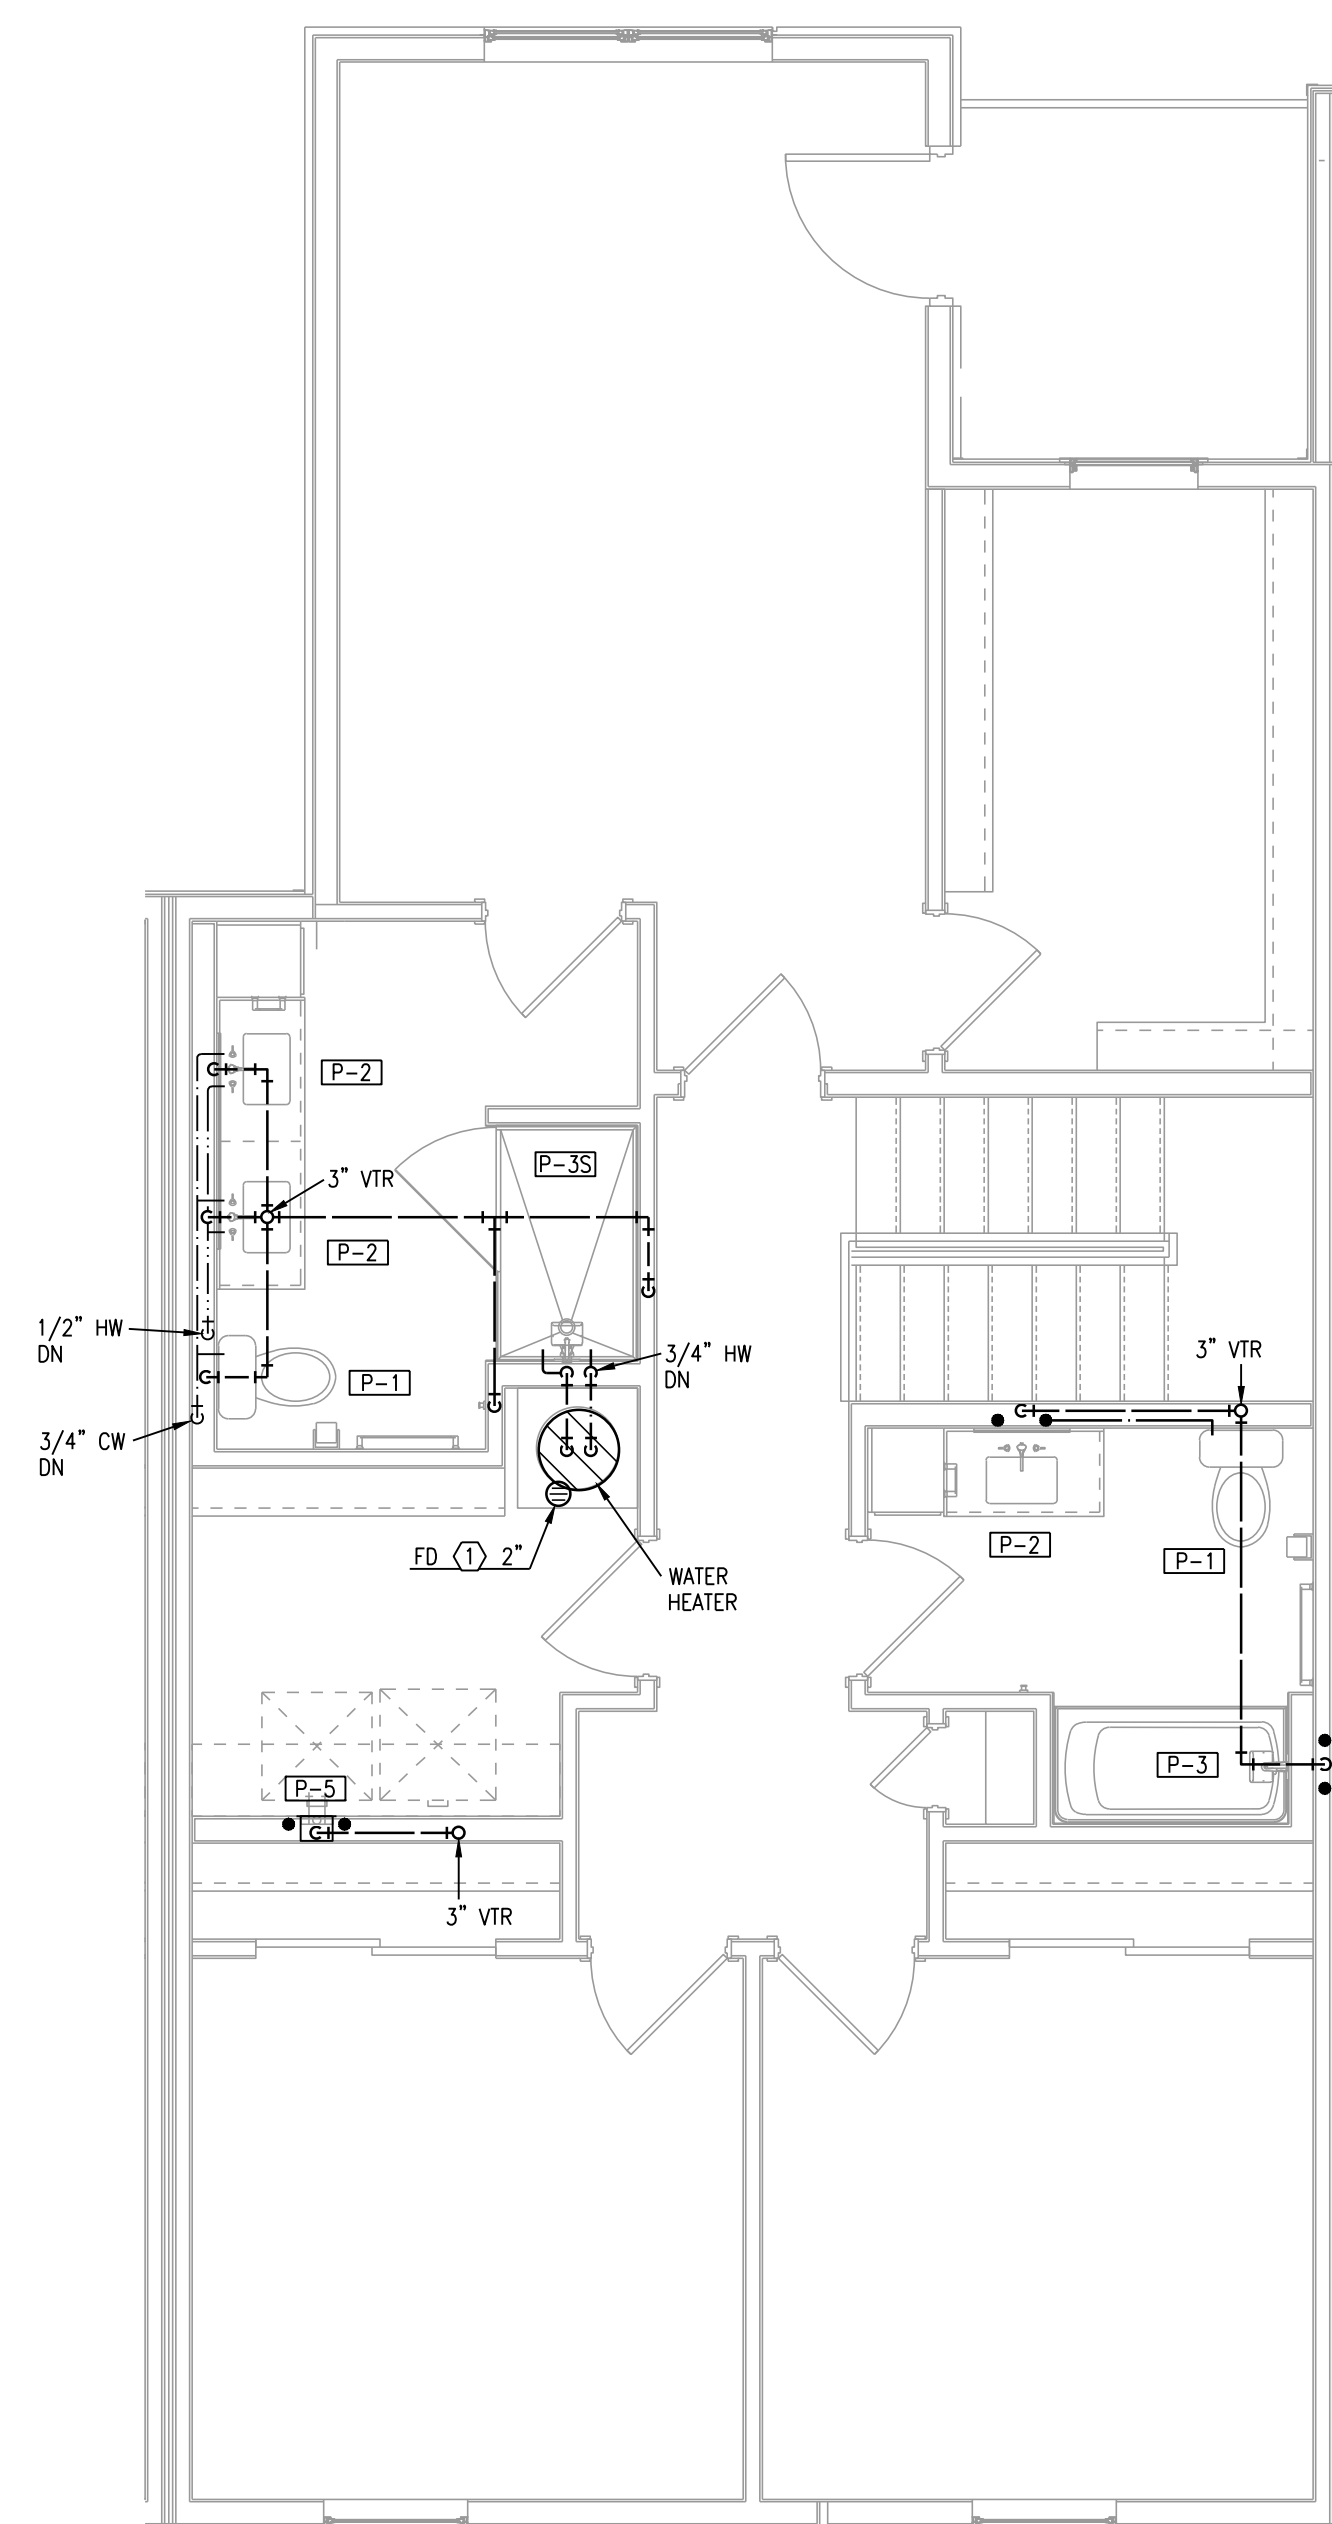 P-2
P-3S
3" VTR
P-2
1/2" HW
DN
3/4" HW
DN
3" VTR
P-1
3/4" CW
DN
FD 1 2"
P-2
P-1
WATER
HEATER
P-3
P-5
3" VTR